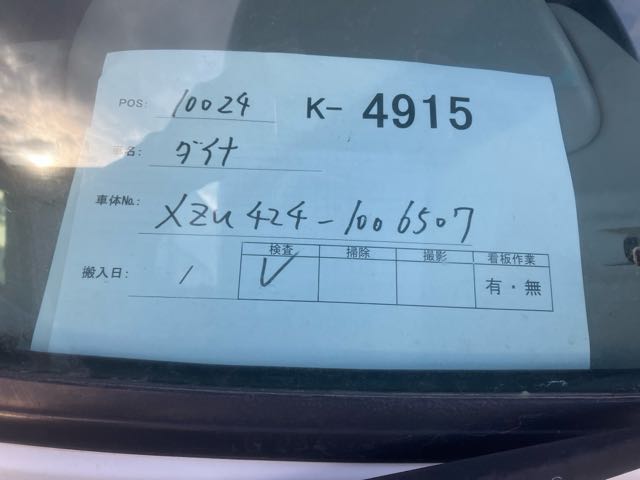 POS: 10024 K- 4915
車名: ダイナ
車体No.: XZU424-1006507
検査 掃除 撮影 看板作業
搬入日: / ✓ 有・無